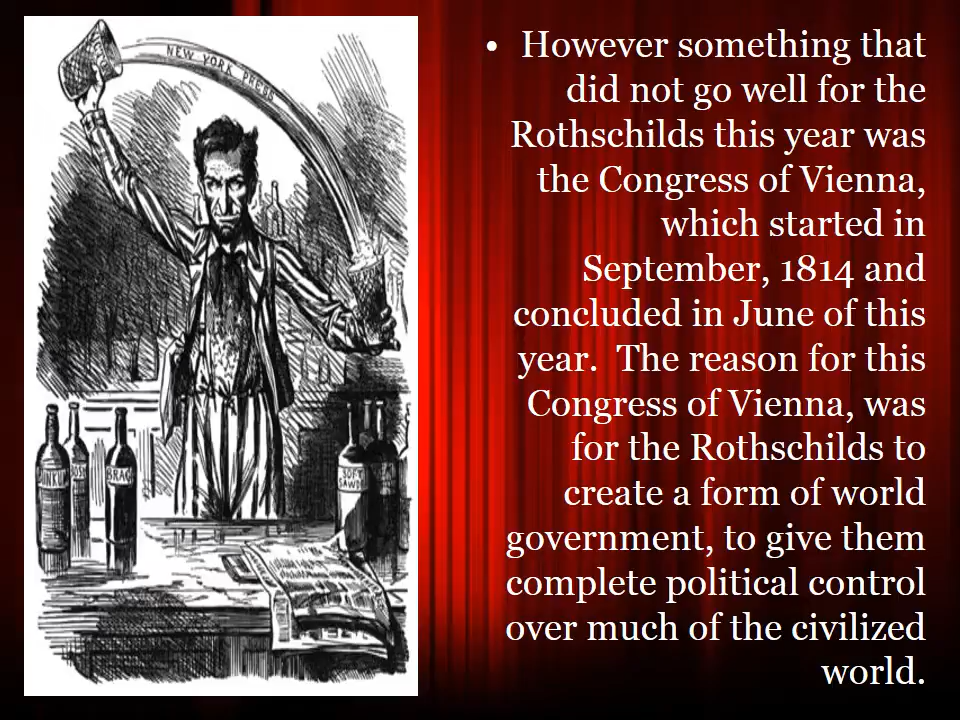 NEW YORK PRESS
• However something that
did not go well for the
Rothschilds this year was
the Congress of Vienna,
which started in
September, 1814 and
concluded in June of this
year.  The reason for this
Congress of Vienna, was
for the Rothschilds to
create a form of world
government, to give them
complete political control
over much of the civilized
world.
BRAG
SOFT
SAWDE